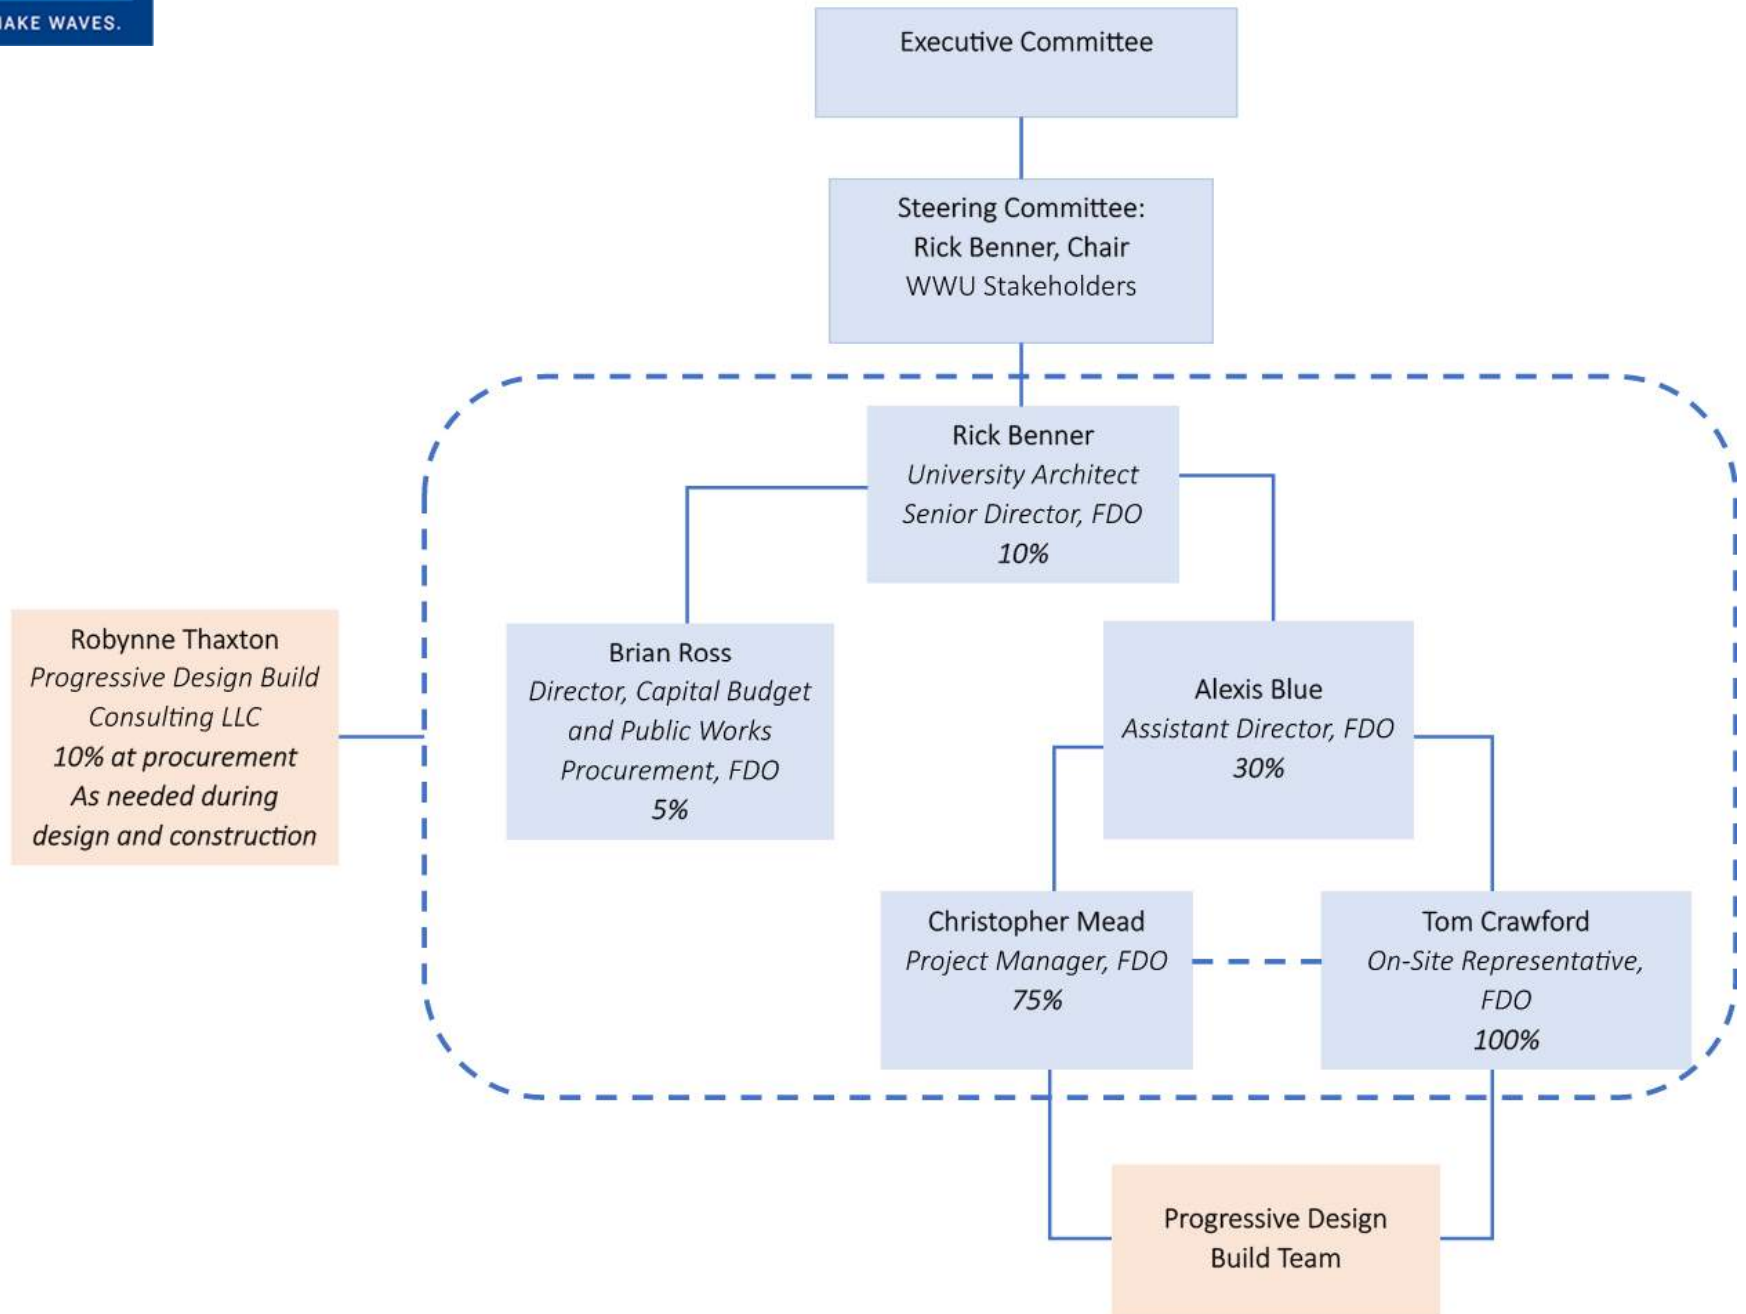 MAKE WAVES.
Executive Committee
Steering Committee:
Rick Benner, Chair
WWU Stakeholders
Rick Benner
University Architect
Senior Director, FDO
10%
Robynne Thaxton
Progressive Design Build
Consulting LLC
10% at procurement
As needed during
design and construction
Brian Ross
Director, Capital Budget
and Public Works
Procurement, FDO
5%
Alexis Blue
Assistant Director, FDO
30%
Christopher Mead
Project Manager, FDO
75%
Tom Crawford
On-Site Representative,
FDO
100%
Progressive Design
Build Team